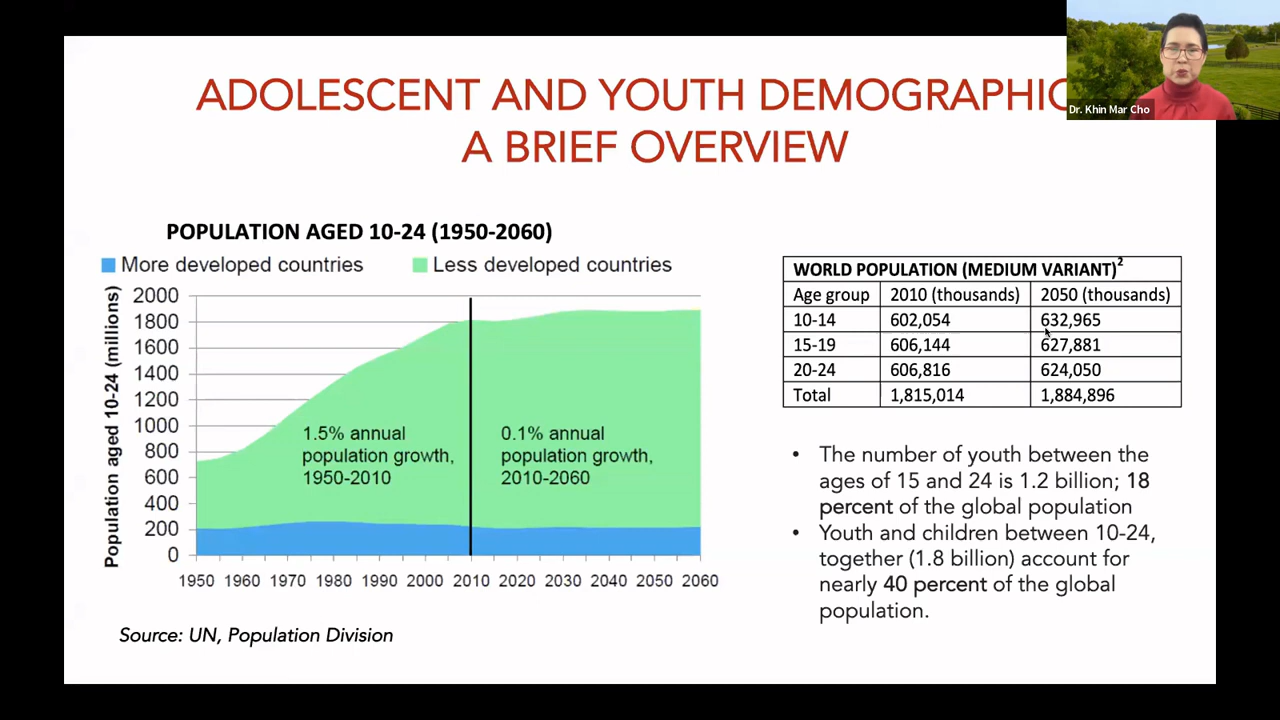 Dr. Khin Mar Cho
ADOLESCENT AND YOUTH DEMOGRAPHIC
A BRIEF OVERVIEW
POPULATION AGED 10-24 (1950-2060)
More developed countries
Less developed countries
Population aged 10-24 (millions)
2000
1800
1600
1400
1200
1000
800
600
400
200
0
1.5% annual
population growth,
1950-2010
0.1% annual
population growth,
2010-2060
1950 1960 1970 1980 1990 2000 2010 2020 2030 2040 2050 2060
Source: UN, Population Division
WORLD POPULATION (MEDIUM VARIANT)2
Age group 2010 (thousands) 2050 (thousands)
10-14 602,054 632,965
15-19 606,144 627,881
20-24 606,816 624,050
Total 1,815,014 1,884,896
• The number of youth between the
ages of 15 and 24 is 1.2 billion; 18
percent of the global population
• Youth and children between 10-24,
together (1.8 billion) account for
nearly 40 percent of the global
population.